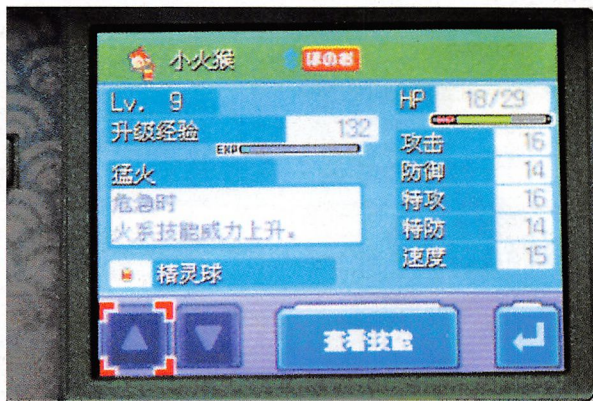 小火猴 ほのお
Lv. 9
HP 18/29
升级经验 132
EXP
猛火
危急时
火系技能威力上升。
精灵球
攻击 16
防御 14
特攻 16
特防 14
速度 15
查看技能